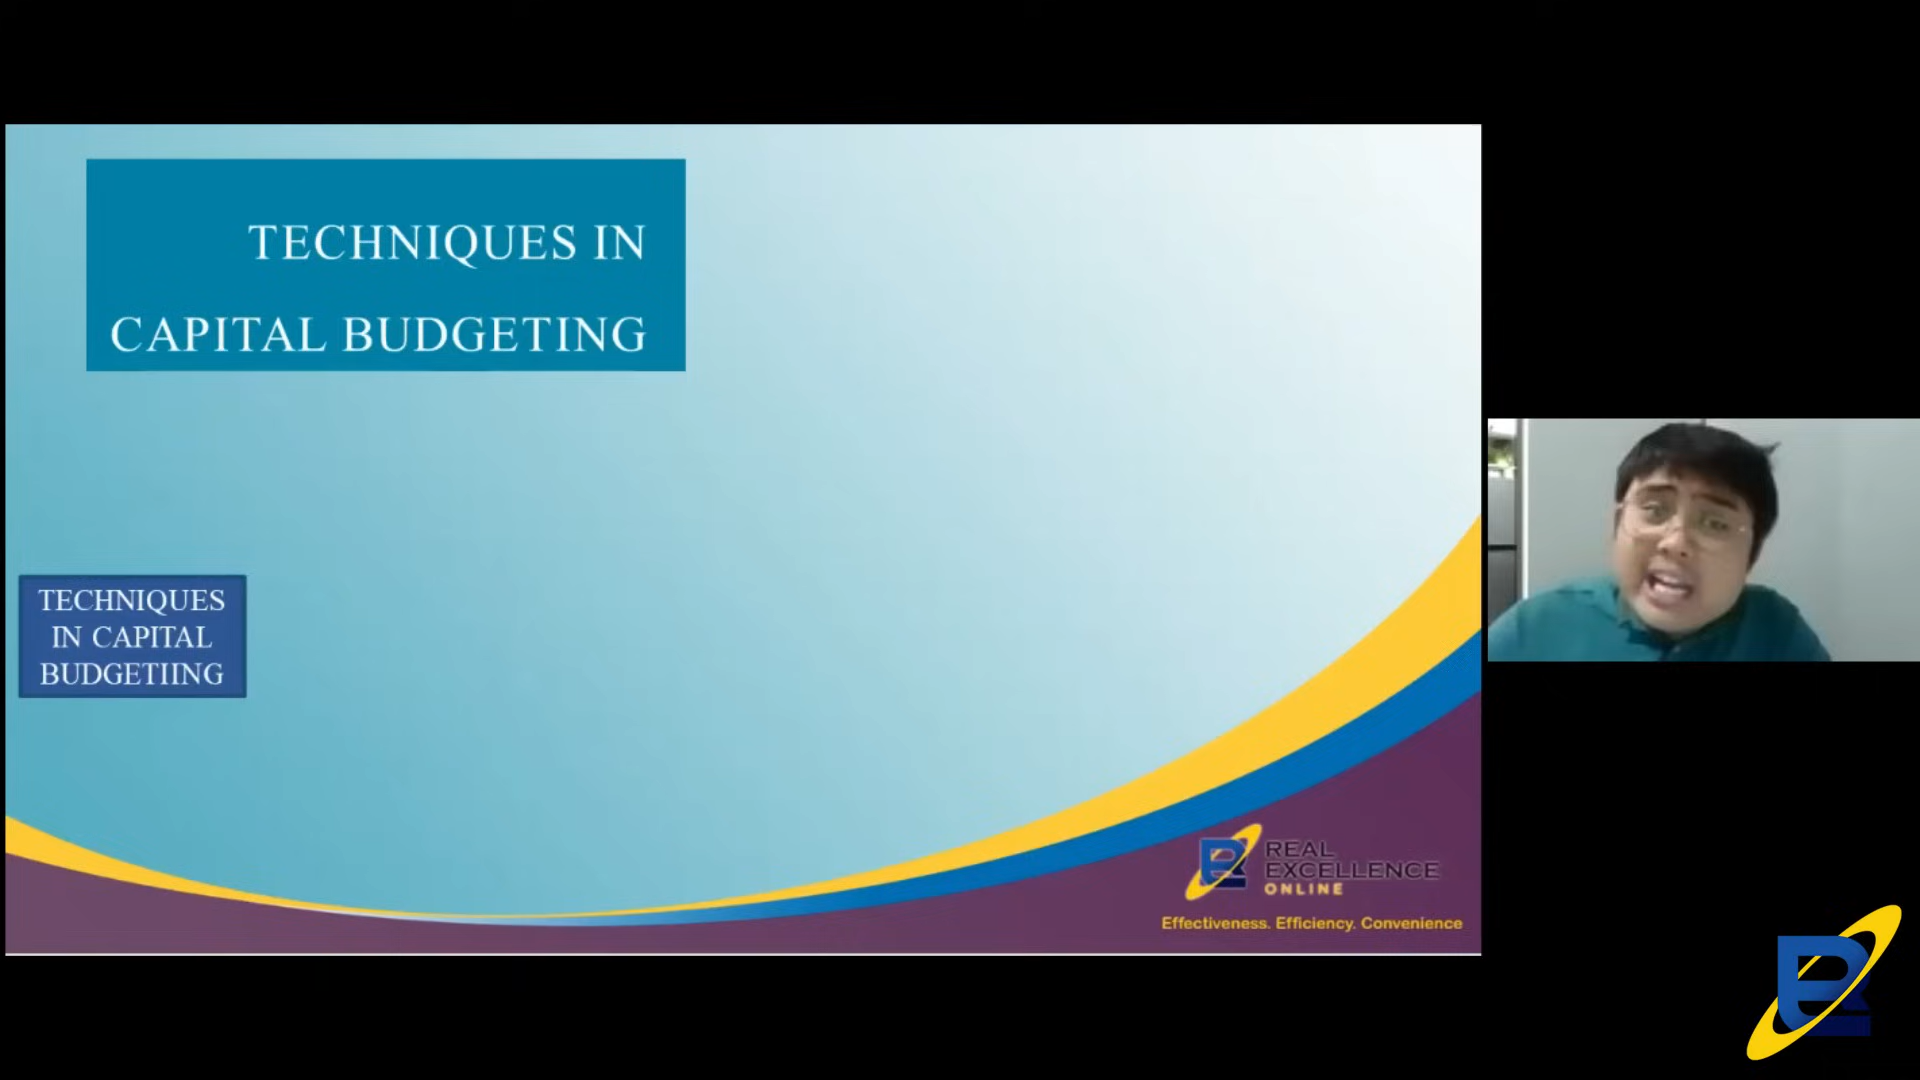 TECHNIQUES IN
CAPITAL BUDGETING
TECHNIQUES
IN CAPITAL
BUDGETIING
REAL
EXCELLENCE
ONLINE
Effectiveness. Efficiency. Convenience